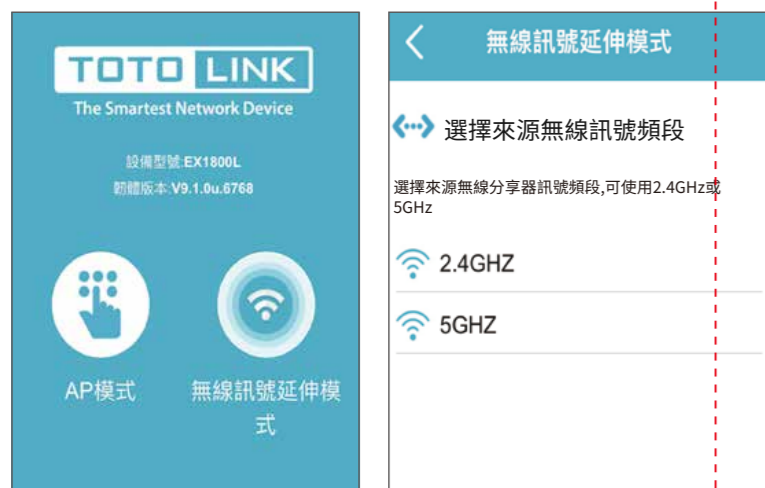 TOTO LINK
The Smartest Network Device
設備型號:EX1800L
韌體版本:V9.1.0u.6768
AP模式
無線訊號延伸模
式
無線訊號延伸模式
選擇來源無線訊號頻段
選擇來源無線分享器訊號頻段,可使用2.4GHz或
5GHz
2.4GHZ
5GHZ